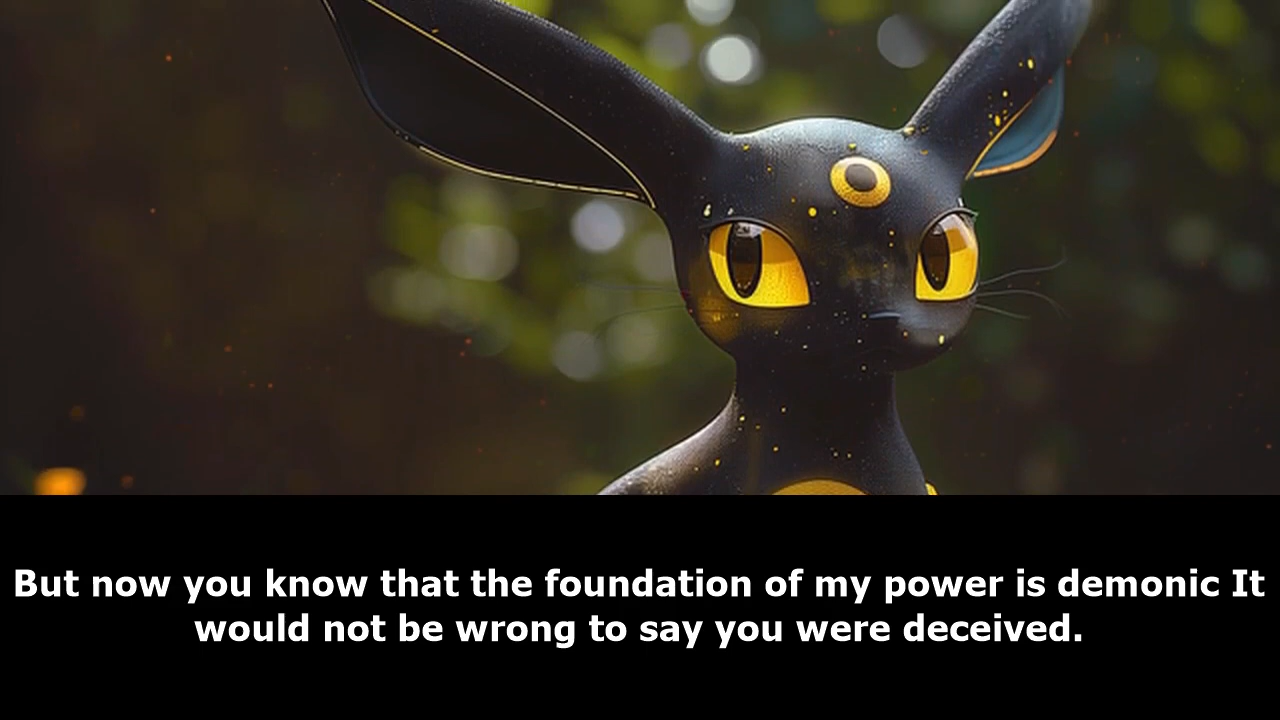 But now you know that the foundation of my power is demonic It
would not be wrong to say you were deceived.